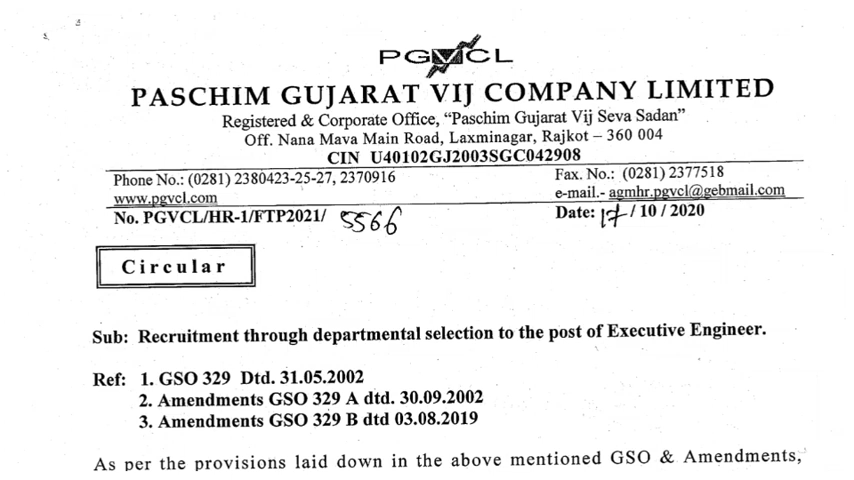 PGVCL
PASCHIM GUJARAT VIJ COMPANY LIMITED
Registered & Corporate Office, “Paschim Gujarat Vij Seva Sadan”
Off. Nana Mava Main Road, Laxminagar, Rajkot – 360 004
CIN U40102GJ2003SGC042908
Phone No.: (0281) 2380423-25-27, 2370916 Fax. No.: (0281) 2377518
www.pgvcl.com e-mail.- agmhr.pgvcl@gebmail.com
No. PGVCL/HR-1/FTP2021/ 5566 Date: 17 / 10 / 2020
Circular
Sub: Recruitment through departmental selection to the post of Executive Engineer.
Ref: 1. GSO 329 Dtd. 31.05.2002
2. Amendments GSO 329 A dtd. 30.09.2002
3. Amendments GSO 329 B dtd 03.08.2019
As per the provisions laid down in the above mentioned GSO & Amendments,